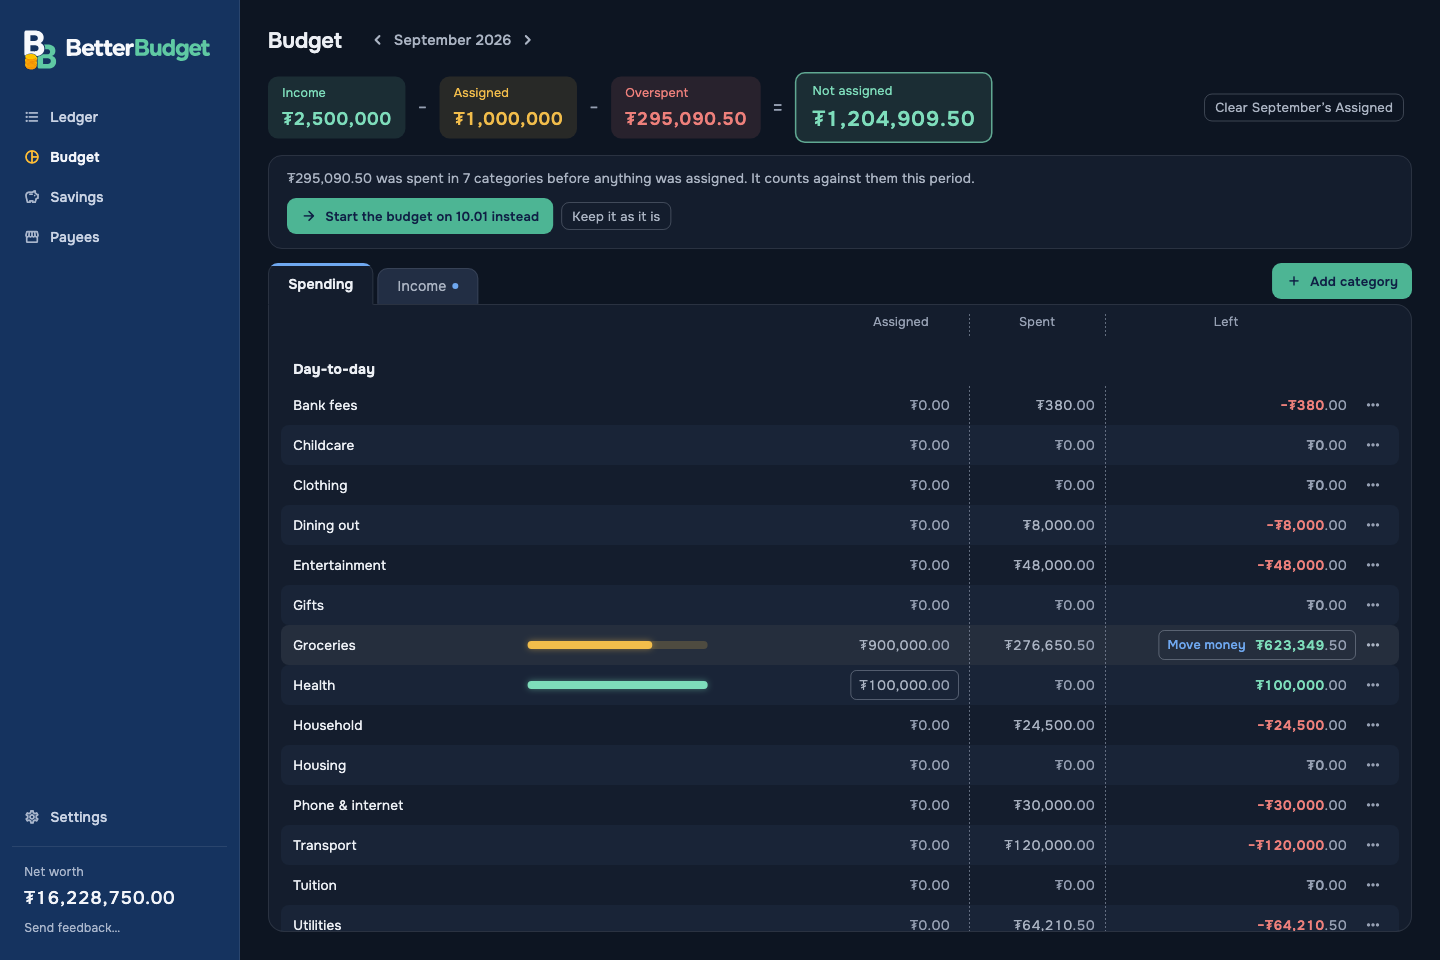 BetterBudget
Ledger
Budget
Savings
Payees
Settings
Net worth
₮16,228,750.00
Send feedback...
Budget
September 2026
Income
₮2,500,000
-
Assigned
₮1,000,000
-
Overspent
₮295,090.50
=
Not assigned
₮1,204,909.50
Clear September's Assigned
₮295,090.50 was spent in 7 categories before anything was assigned. It counts against them this period.
→ Start the budget on 10.01 instead
Keep it as it is
Spending
Income
+ Add category
Assigned Spent Left
Day-to-day
Bank fees ₮0.00 ₮380.00 -₮380.00
Childcare ₮0.00 ₮0.00 ₮0.00
Clothing ₮0.00 ₮0.00 ₮0.00
Dining out ₮0.00 ₮8,000.00 -₮8,000.00
Entertainment ₮0.00 ₮48,000.00 -₮48,000.00
Gifts ₮0.00 ₮0.00 ₮0.00
Groceries ₮900,000.00 ₮276,650.50 Move money ₮623,349.50
Health ₮100,000.00 ₮0.00 ₮100,000.00
Household ₮0.00 ₮24,500.00 -₮24,500.00
Housing ₮0.00 ₮0.00 ₮0.00
Phone & internet ₮0.00 ₮30,000.00 -₮30,000.00
Transport ₮0.00 ₮120,000.00 -₮120,000.00
Tuition ₮0.00 ₮0.00 ₮0.00
Utilities ₮0.00 ₮64,210.50 -₮64,210.50